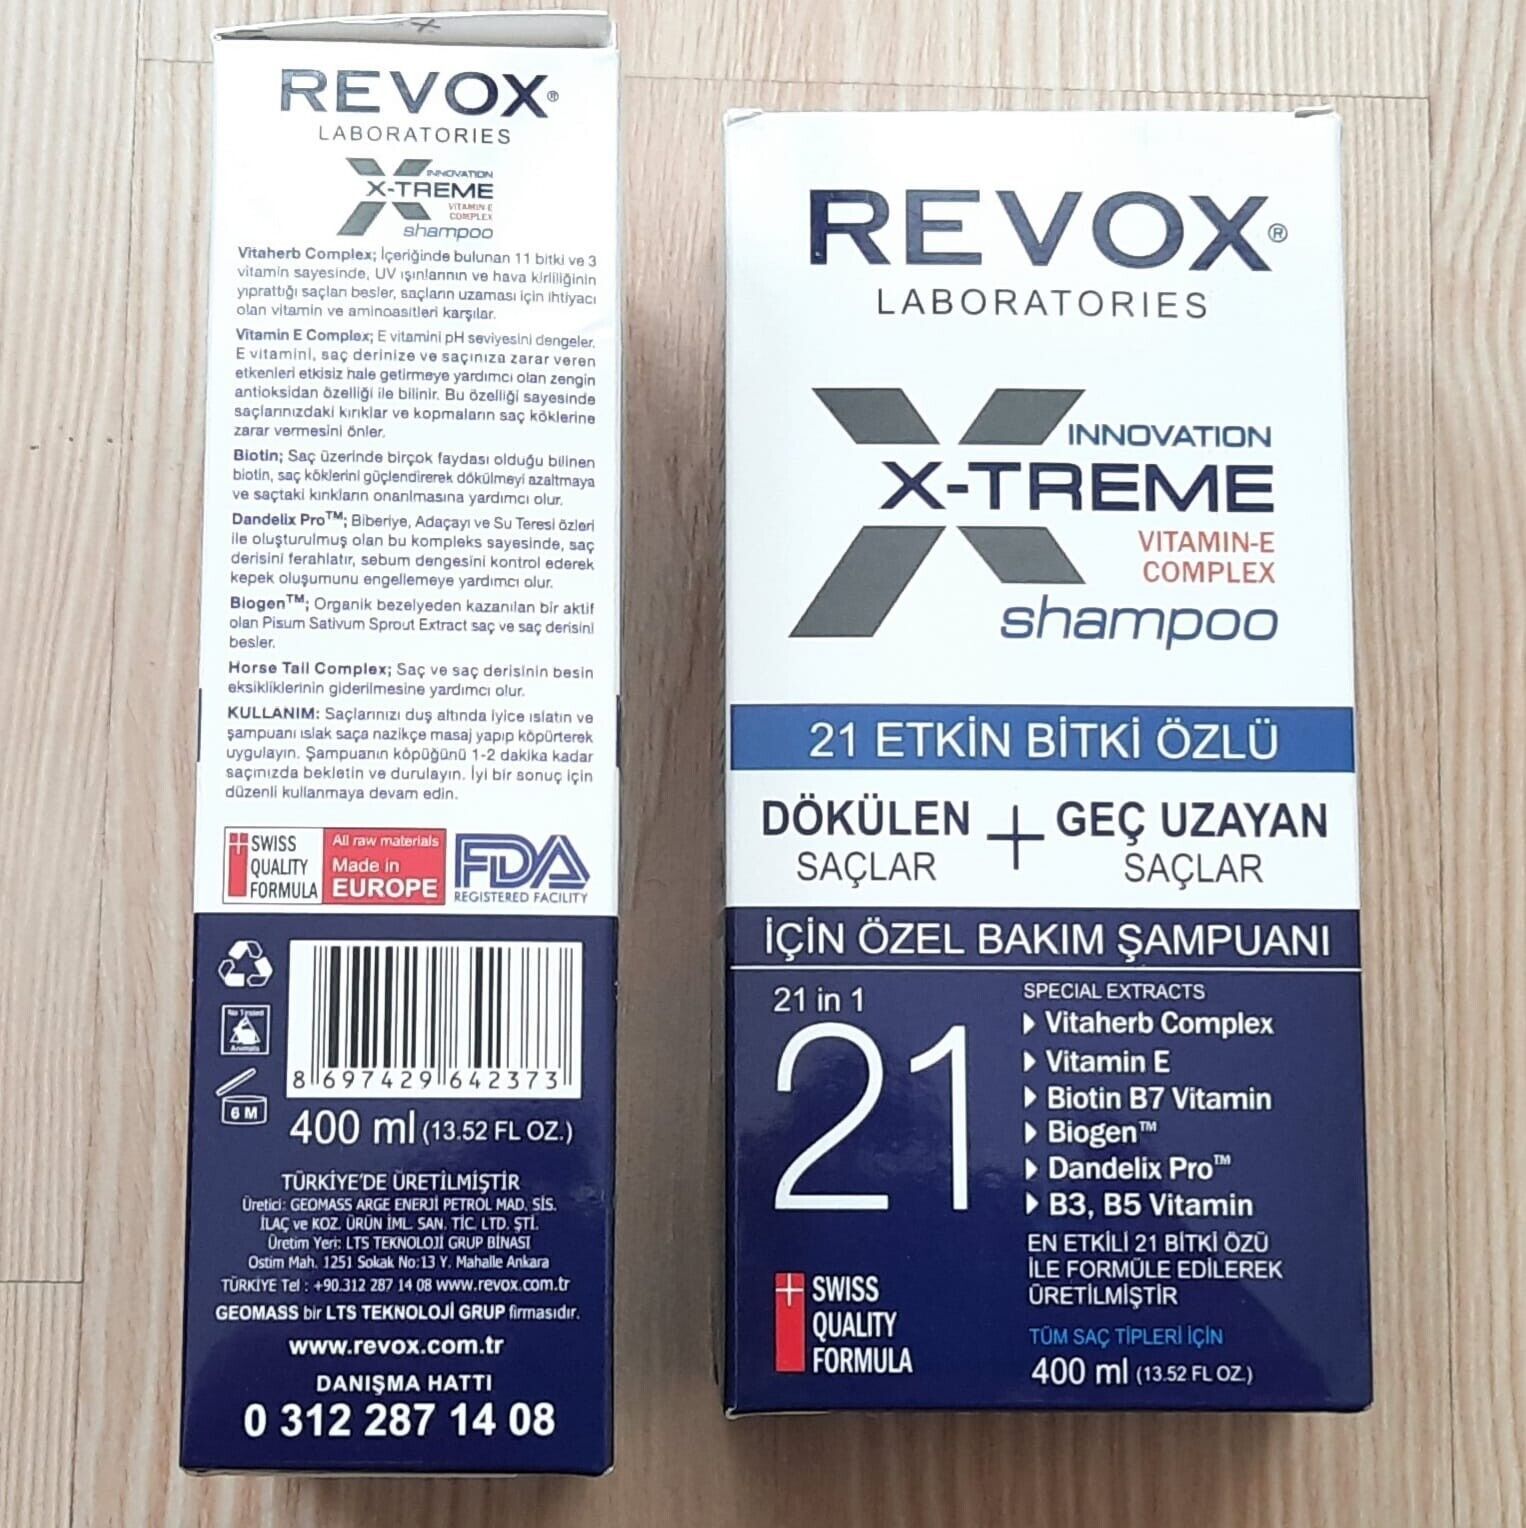 REVOX®
LABORATORIES
INNOVATION
X-TREME
VITAMIN-E
COMPLEX
shampoo
Vitaherb Complex; İçeriğinde bulunan 11 bitki ve 3
vitamin sayesinde, UV ışınlarının ve hava kirliliğinin
yıprattığı saçları besler, saçların uzaması için ihtiyacı
olan vitamin ve aminoasitleri karşılar.
Vitamin E Complex; E vitamini pH seviyesini dengeler.
E vitamini, saç derinize ve saçınıza zarar veren
etkenleri etkisiz hale getirmeye yardımcı olan zengin
antioksidan özelliği ile bilinir. Bu özelliği sayesinde
saçlarınızdaki kırıklar ve kopmaların saç köklerine
zarar vermesini önler.
Biotin; Saç üzerinde birçok faydası olduğu bilinen
biotin, saç köklerini güçlendirerek dökülmeyi azaltmaya
ve saçtaki kırıkların onarılmasına yardımcı olur.
Dandelix Pro™; Biberiye, Adaçayı ve Su Teresi özleri
ile oluşturulmuş olan bu kompleks sayesinde, saç
derisini ferahlatır, sebum dengesini kontrol ederek
kepek oluşumunu engellemeye yardımcı olur.
Biogen™; Organik bezelyeden kazanılan bir aktif
olan Pisum Sativum Sprout Extract saç ve saç derisini
besler.
Horse Tail Complex; Saç ve saç derisinin besin
eksikliklerinin giderilmesine yardımcı olur.
KULLANIM: Saçlarınızı duş altında iyice ıslatın ve
şampuanı ıslak saça nazikçe masaj yapıp köpürterek
uygulayın. Şampuanın köpüğünü 1-2 dakika kadar
saçınızda bekletin ve durulayın. İyi bir sonuç için
düzenli kullanmaya devam edin.
SWISS
QUALITY
FORMULA
All raw materials
Made in
EUROPE
FDA
REGISTERED FACILITY
No Tested
Animals
6 M
8 697429 642373
400 ml (13.52 FL OZ.)
TÜRKİYE'DE ÜRETİLMİŞTİR
Üretici: GEOMASS ARGE ENERJİ PETROL MAD. SİS.
İLAÇ ve KOZ. ÜRÜN İML. SAN. TİC. LTD. ŞTİ.
Üretim Yeri: LTS TEKNOLOJİ GRUP BİNASI
Ostim Mah. 1251 Sokak No:13 Y. Mahalle Ankara
TÜRKİYE Tel : +90.312 287 14 08 www.revox.com.tr
GEOMASS bir LTS TEKNOLOJİ GRUP firmasıdır.
www.revox.com.tr
DANIŞMA HATTI
0 312 287 14 08
REVOX®
LABORATORIES
INNOVATION
X-TREME
VITAMIN-E
COMPLEX
shampoo
21 ETKİN BİTKİ ÖZLÜ
DÖKÜLEN
SAÇLAR
+
GEÇ UZAYAN
SAÇLAR
İÇİN ÖZEL BAKIM ŞAMPUANI
21 in 1
21
SPECIAL EXTRACTS
Vitaherb Complex
Vitamin E
Biotin B7 Vitamin
Biogen™
Dandelix Pro™
B3, B5 Vitamin
EN ETKİLİ 21 BİTKİ ÖZÜ
İLE FORMÜLE EDİLEREK
ÜRETİLMİŞTİR
TÜM SAÇ TİPLERİ İÇİN
400 ml (13.52 FL OZ.)
SWISS
QUALITY
FORMULA